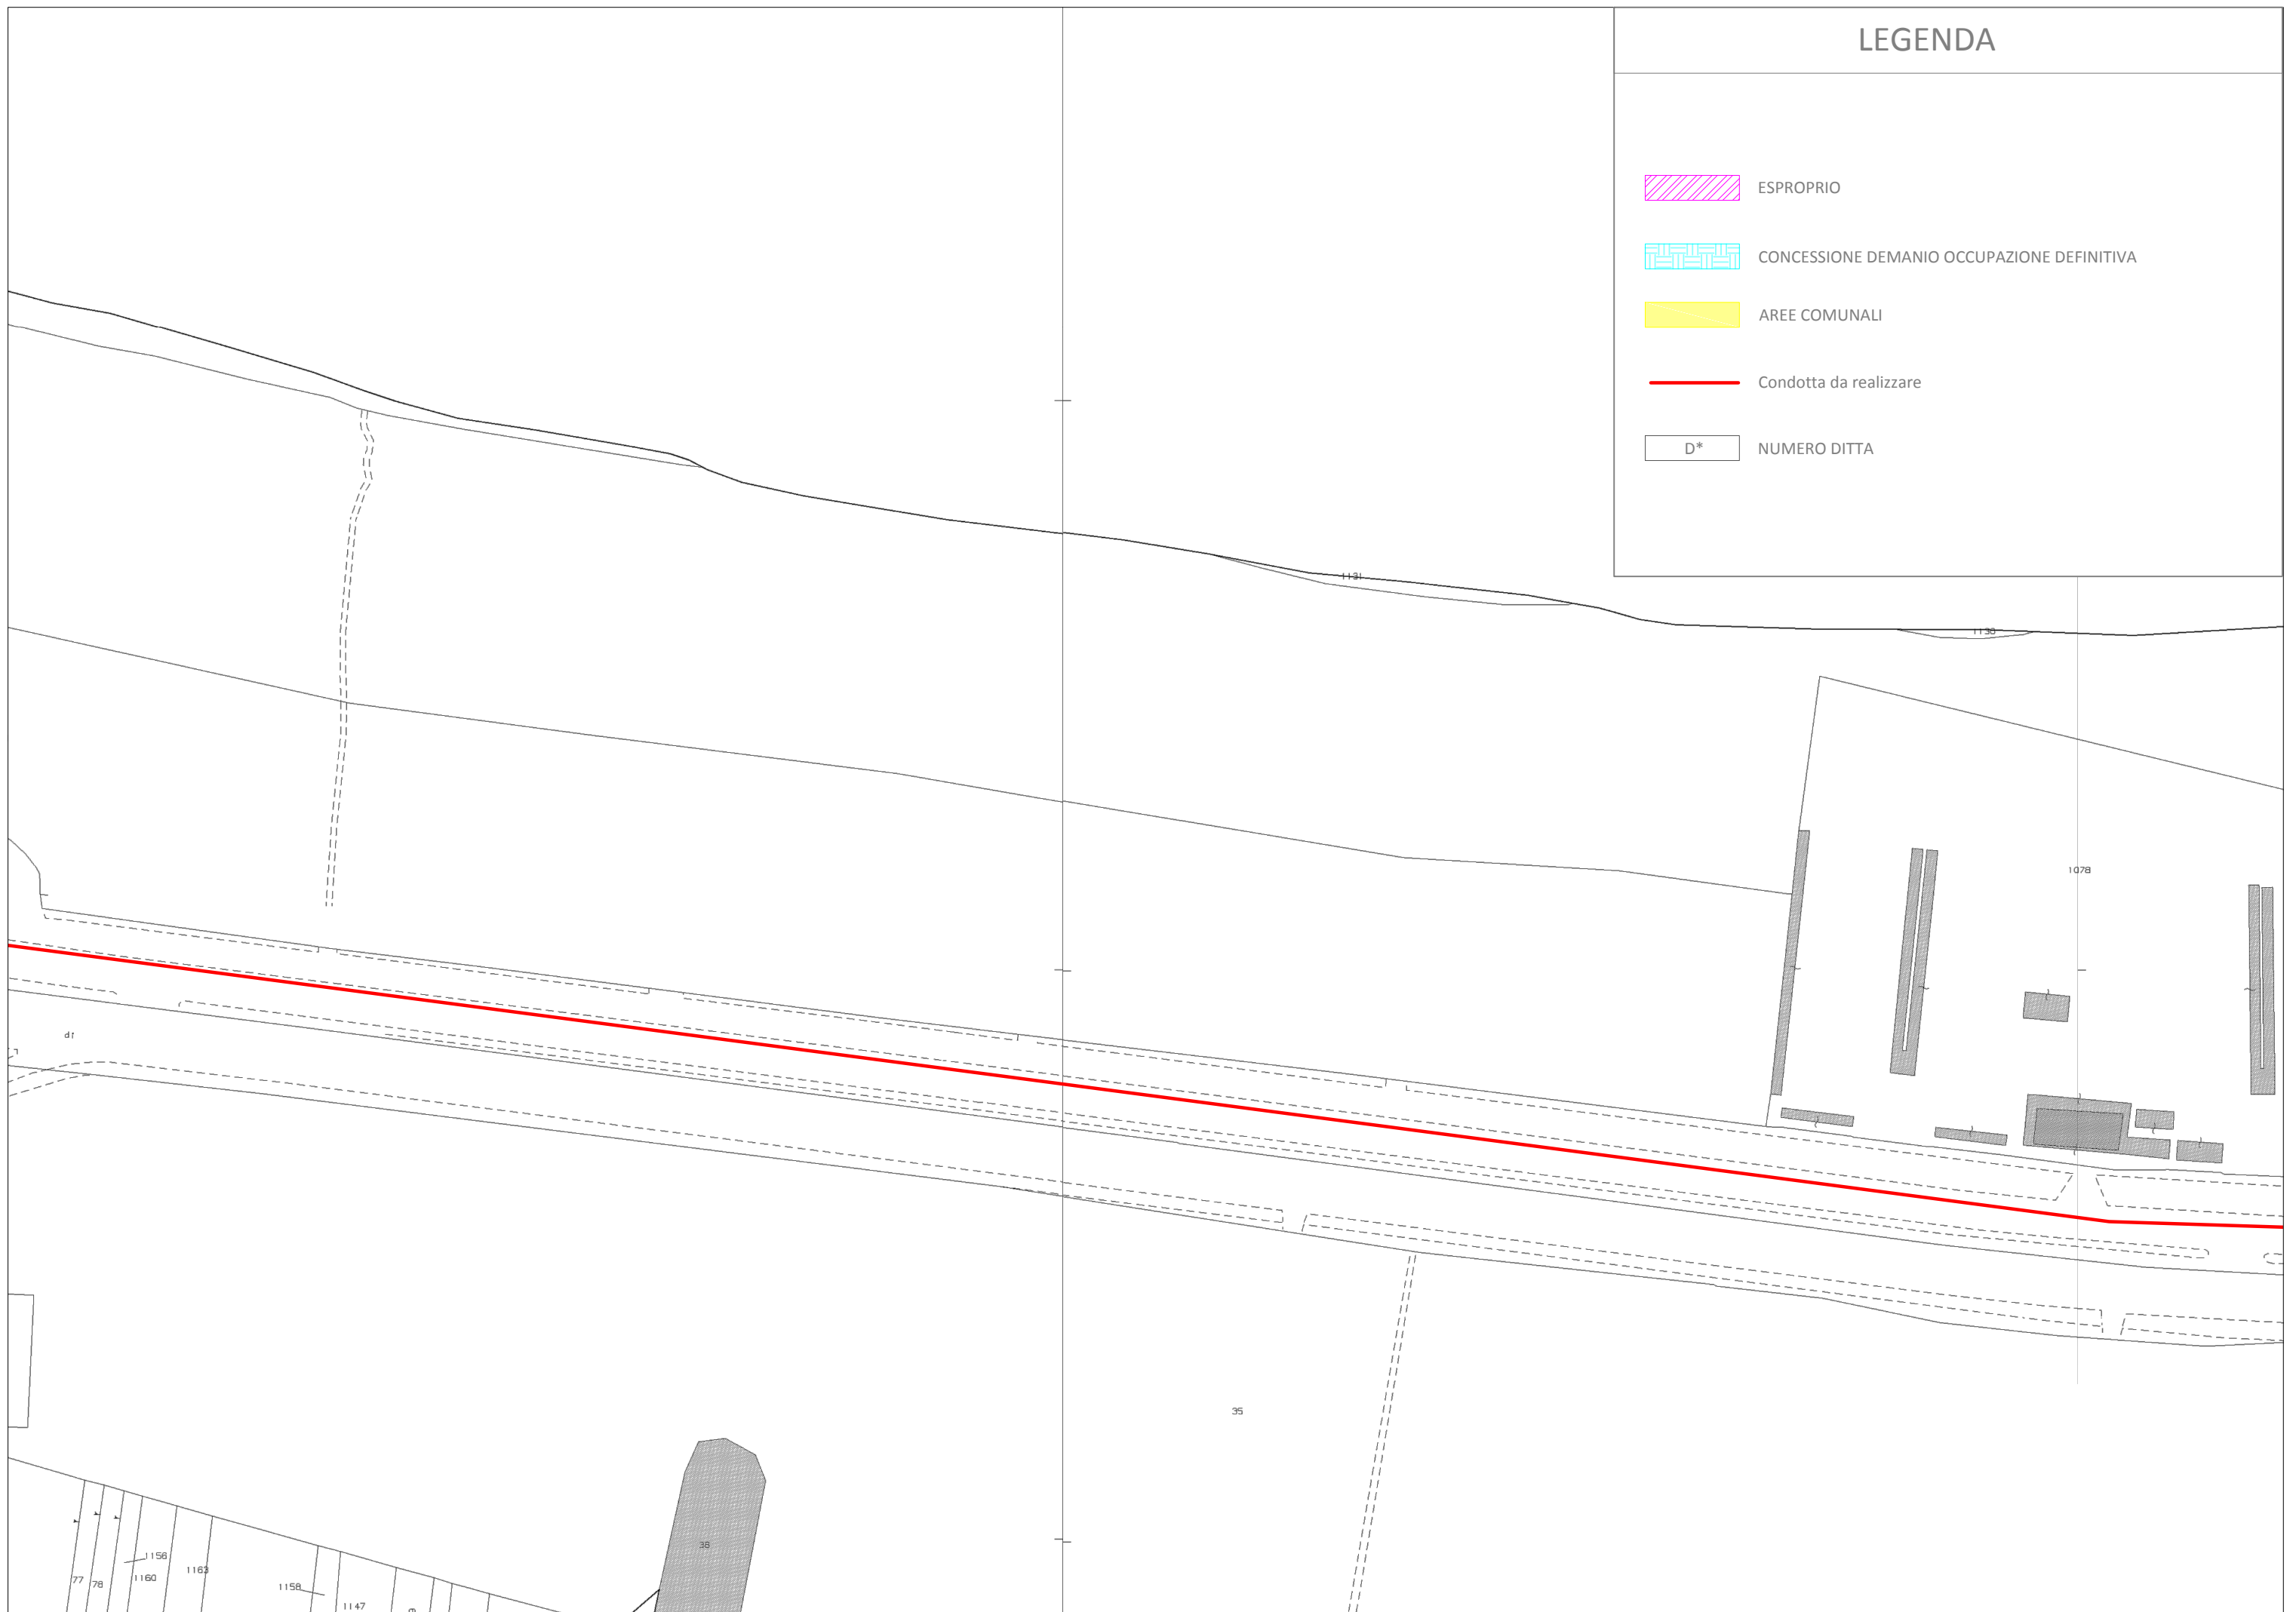 LEGENDA
ESPROPRIO
CONCESSIONE DEMANIO OCCUPAZIONE DEFINITIVA
AREE COMUNALI
Condotta da realizzare
D* NUMERO DITTA
1131
1130
1078
35
38
1156
1163
77
78
1160
1158
1147